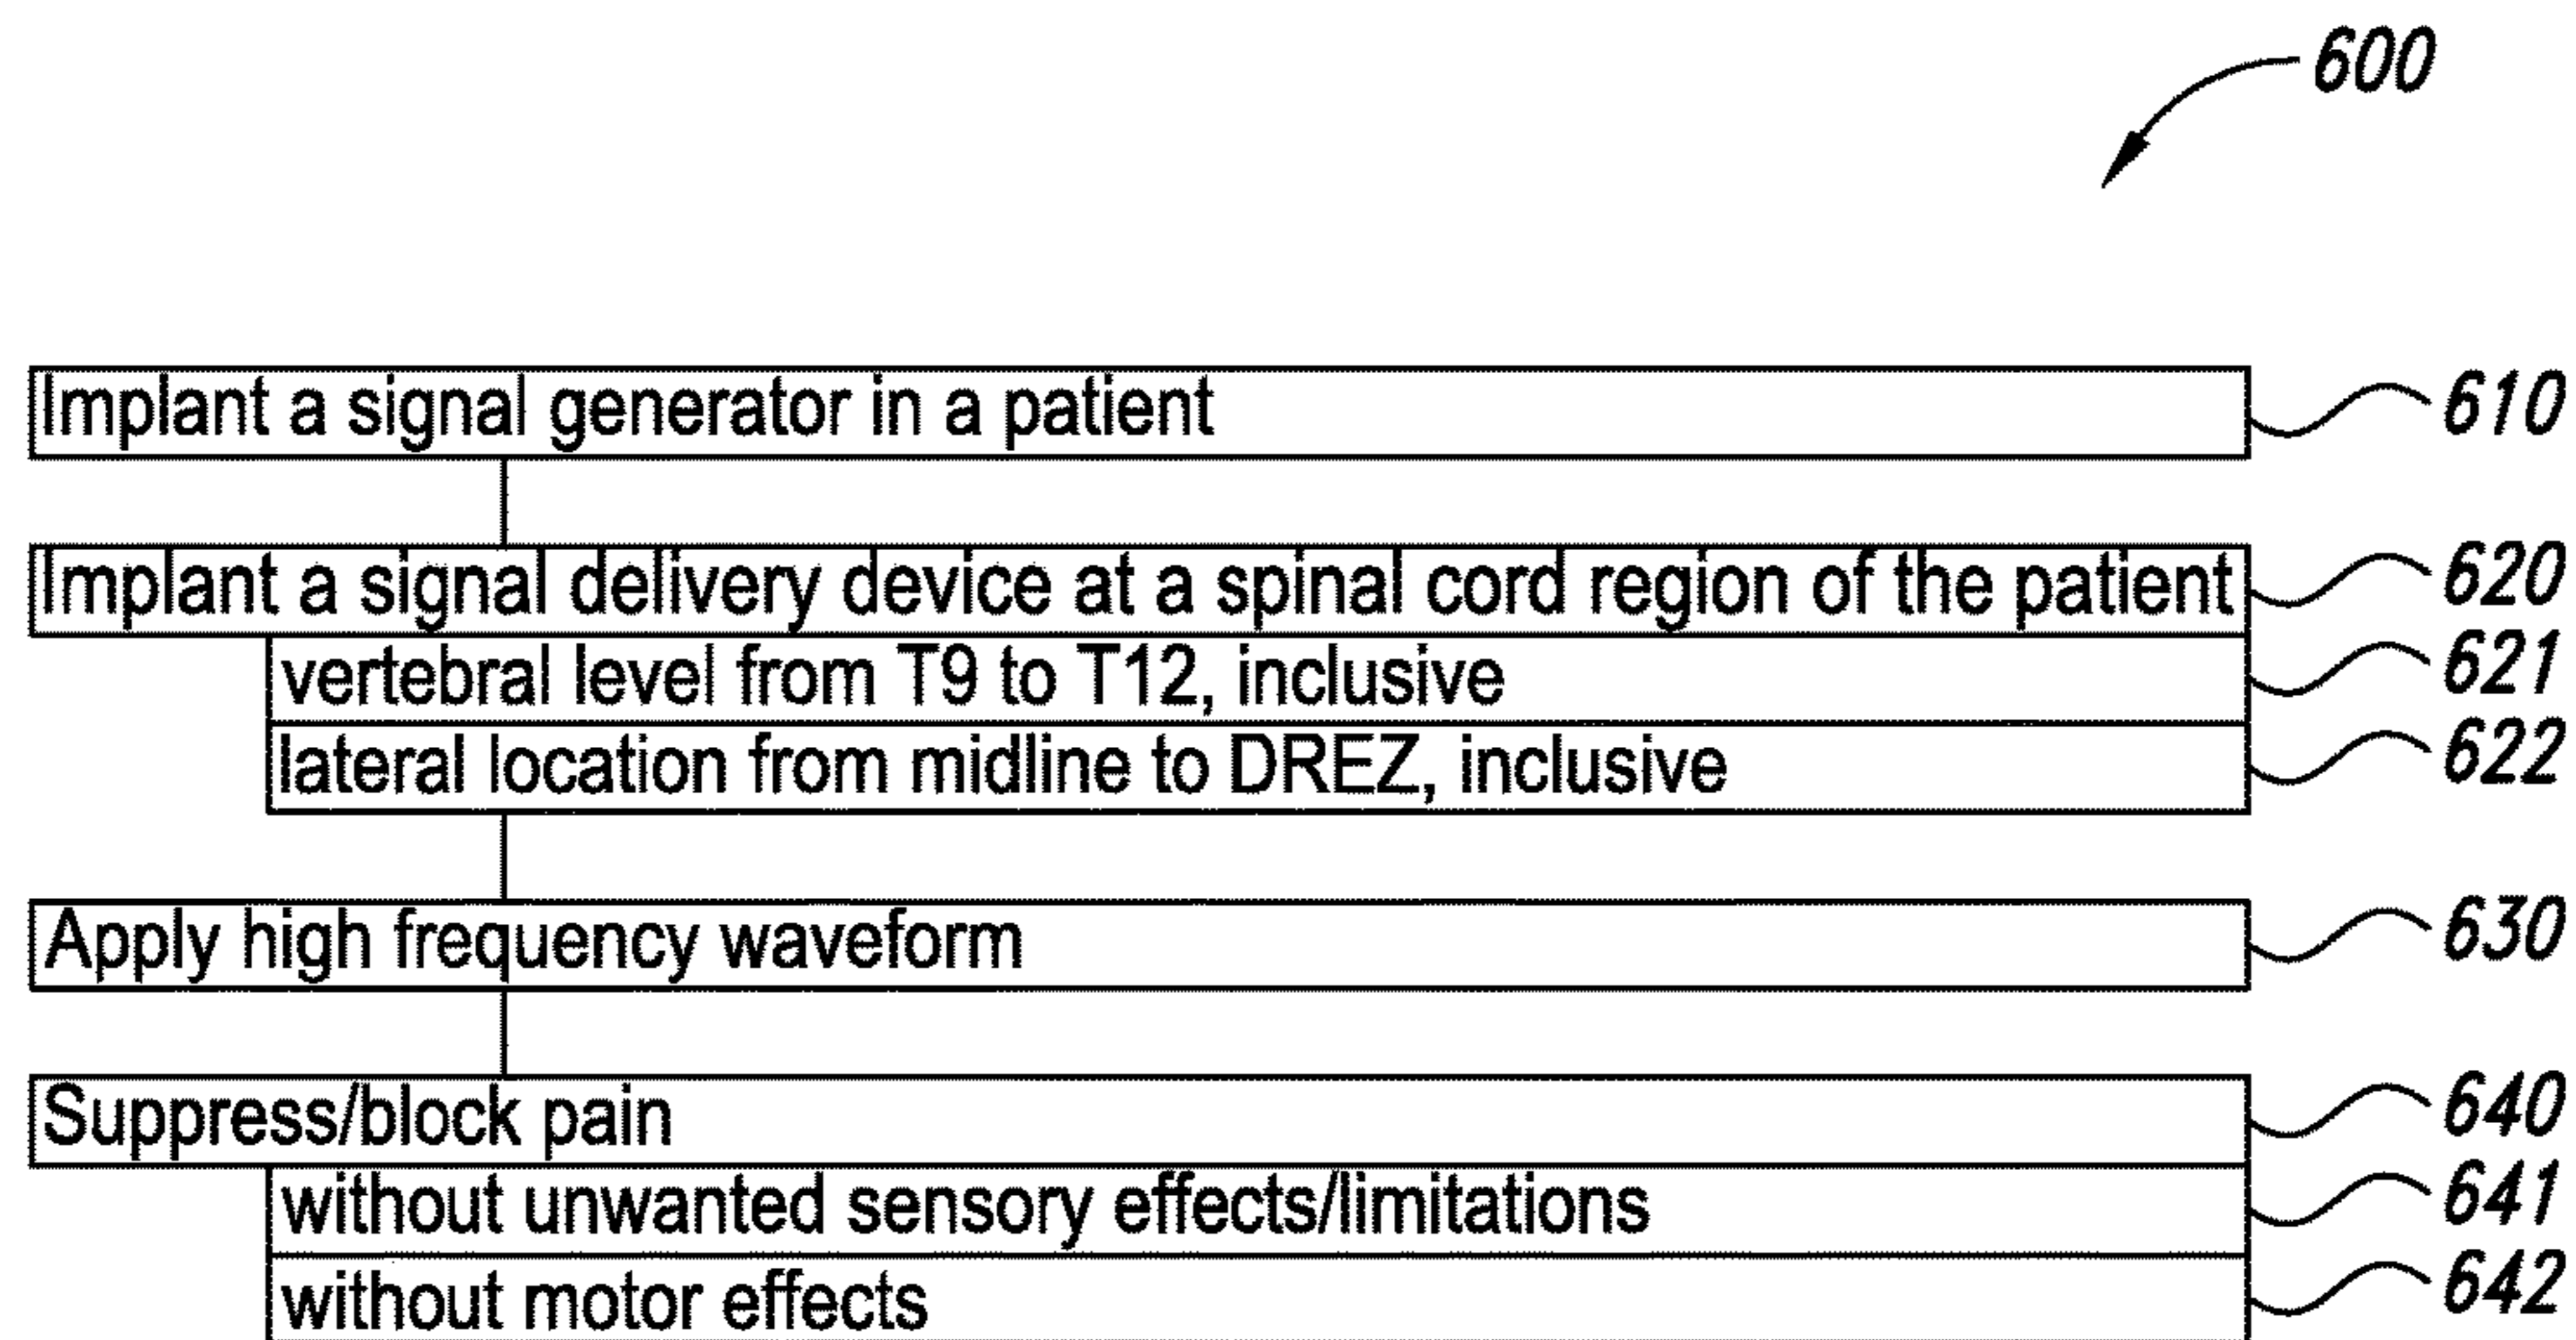 600
Implant a signal generator in a patient 610
Implant a signal delivery device at a spinal cord region of the patient 620
vertebral level from T9 to T12, inclusive 621
lateral location from midline to DREZ, inclusive 622
Apply high frequency waveform 630
Suppress/block pain 640
without unwanted sensory effects/limitations 641
without motor effects 642